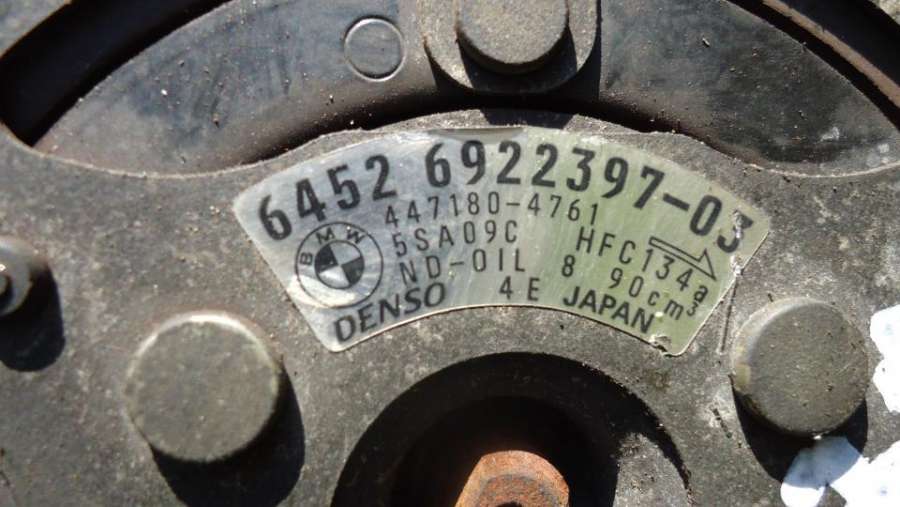 6452 6922397-03
447180-4761
BMW
5SA09C HFC134a
ND-OIL 8 90cm³
DENSO 4E JAPAN